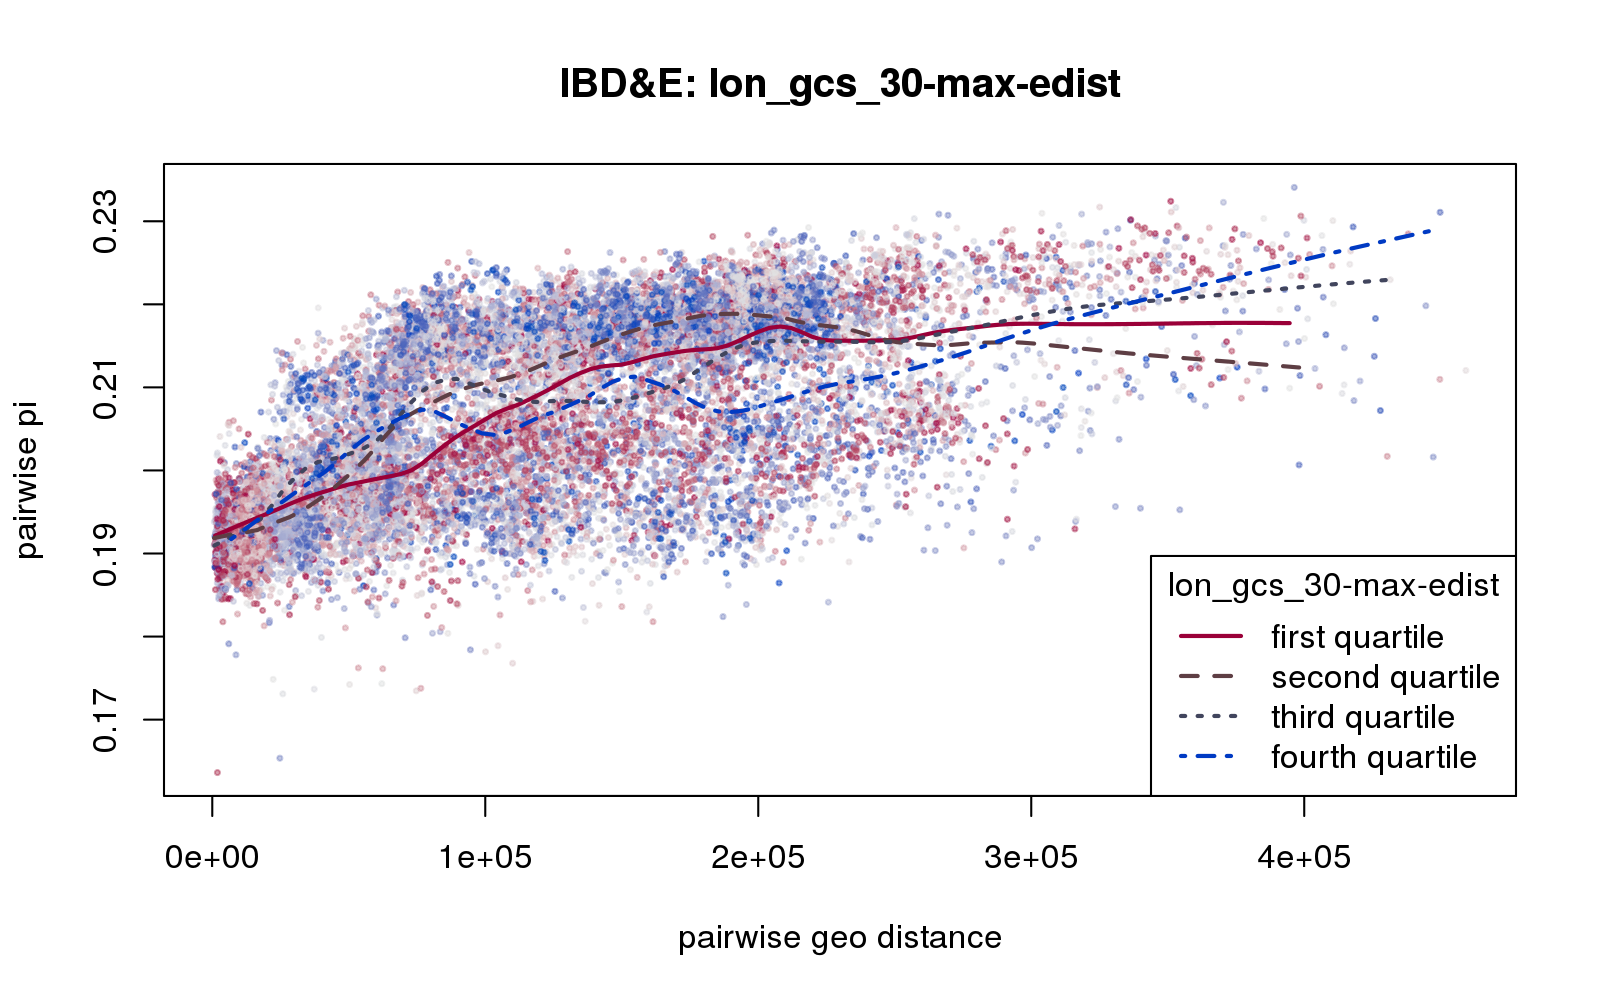 IBD&E: lon_gcs_30-max-edist
pairwise pi
0.23
0.21
0.19
0.17
0e+00
1e+05
2e+05
3e+05
4e+05
pairwise geo distance
lon_gcs_30-max-edist
first quartile
second quartile
third quartile
fourth quartile